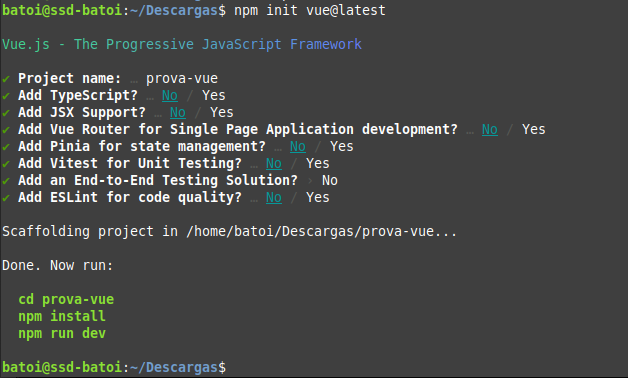 batoi@ssd-batoi:~/Descargas$ npm init vue@latest
Vue.js - The Progressive JavaScript Framework
✔ Project name: … prova-vue
✔ Add TypeScript? … No / Yes
✔ Add JSX Support? … No / Yes
✔ Add Vue Router for Single Page Application development? … No / Yes
✔ Add Pinia for state management? … No / Yes
✔ Add Vitest for Unit Testing? … No / Yes
✔ Add an End-to-End Testing Solution? › No
✔ Add ESLint for code quality? … No / Yes
Scaffolding project in /home/batoi/Descargas/prova-vue...
Done. Now run:
cd prova-vue
npm install
npm run dev
batoi@ssd-batoi:~/Descargas$